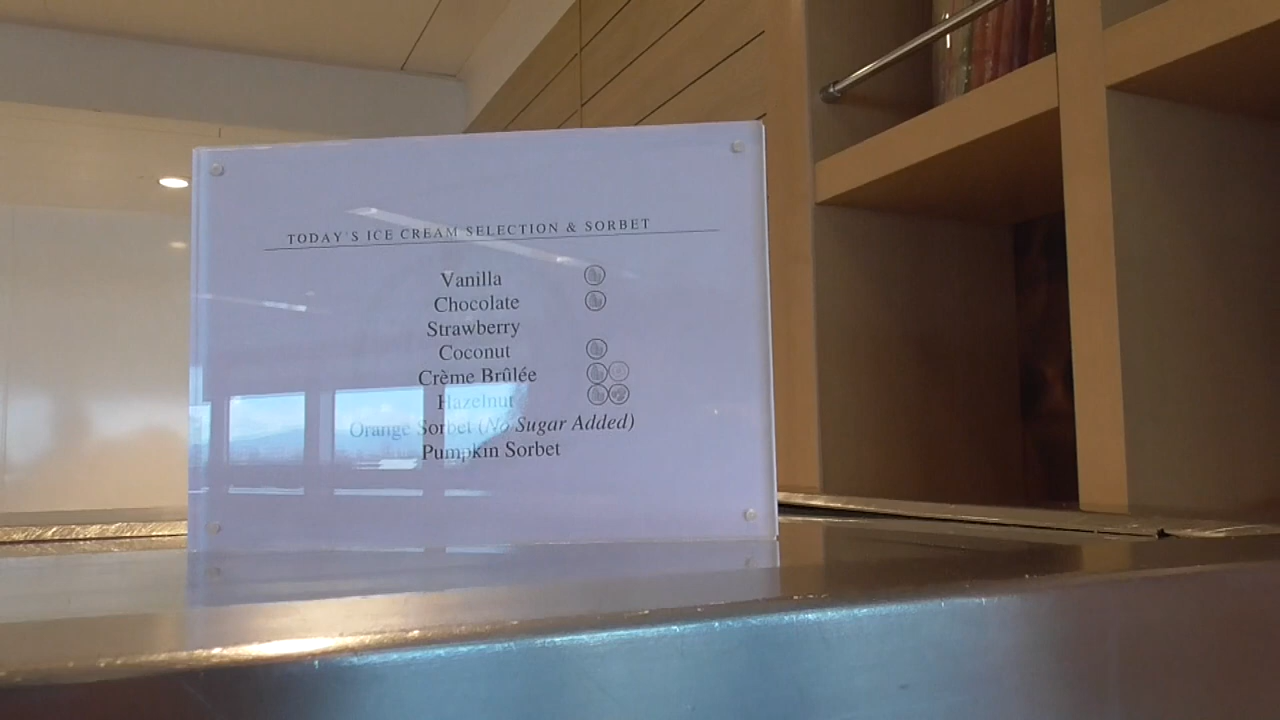 TODAY'S ICE CREAM SELECTION & SORBET
Vanilla
Chocolate
Strawberry
Coconut
Crème Brûlée
Hazelnut
Orange Sorbet (No Sugar Added)
Pumpkin Sorbet